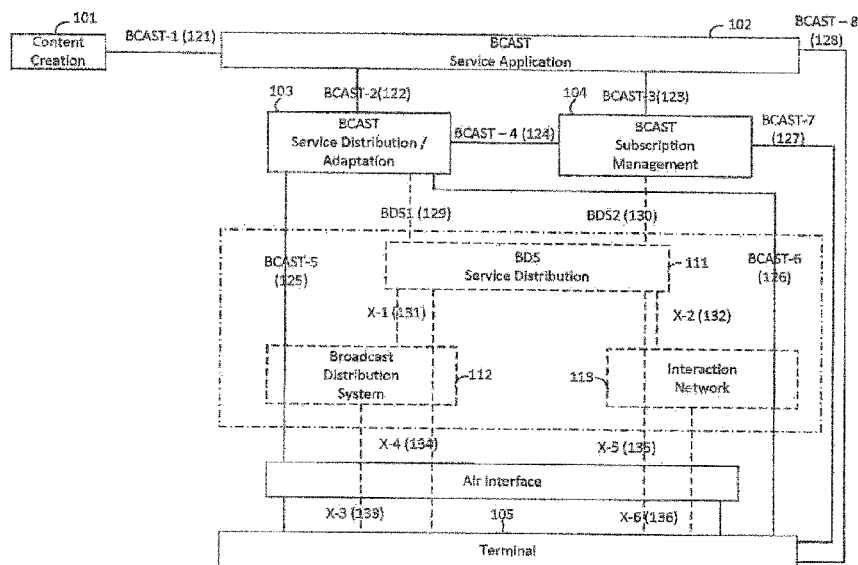 101
Content
Creation
BCAST-1 (121)
BCAST
Service Application
102
BCAST-8
(128)
103
BCAST-2(122)
104
BCAST-3(123)
BCAST
Service Distribution /
Adaptation
BCAST-4 (124)
BCAST
Subscription
Management
BCAST-7
(127)
BDS1 (129)
BDS2 (130)
BCAST-5
(125)
BDS
Service Distribution
111
BCAST-6
(126)
X-1 (131)
X-2 (132)
Broadcast
Distribution
System
112
113
Interaction
Network
X-4 (134)
X-5 (135)
Air Interface
X-3 (133)
105
X-6 (136)
Terminal